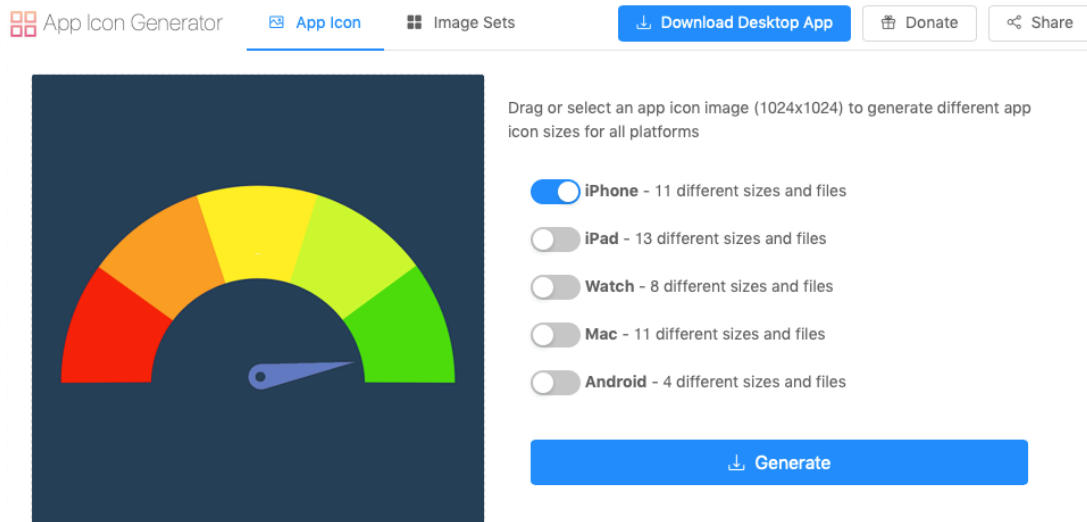 App Icon Generator
App Icon
Image Sets
Download Desktop App
Donate
Share
Drag or select an app icon image (1024x1024) to generate different app
icon sizes for all platforms
iPhone - 11 different sizes and files
iPad - 13 different sizes and files
Watch - 8 different sizes and files
Mac - 11 different sizes and files
Android - 4 different sizes and files
Generate